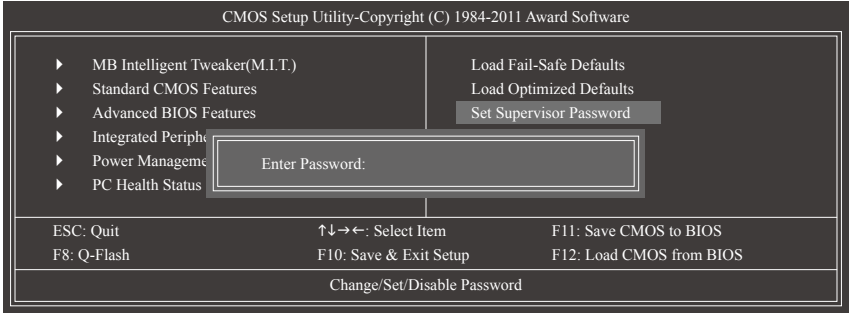 CMOS Setup Utility-Copyright (C) 1984-2011 Award Software
MB Intelligent Tweaker(M.I.T.)
Standard CMOS Features
Advanced BIOS Features
Integrated Periphe
Power Manageme
PC Health Status
Load Fail-Safe Defaults
Load Optimized Defaults
Set Supervisor Password
Enter Password:
ESC: Quit
↑↓→←: Select Item
F11: Save CMOS to BIOS
F8: Q-Flash
F10: Save & Exit Setup
F12: Load CMOS from BIOS
Change/Set/Disable Password